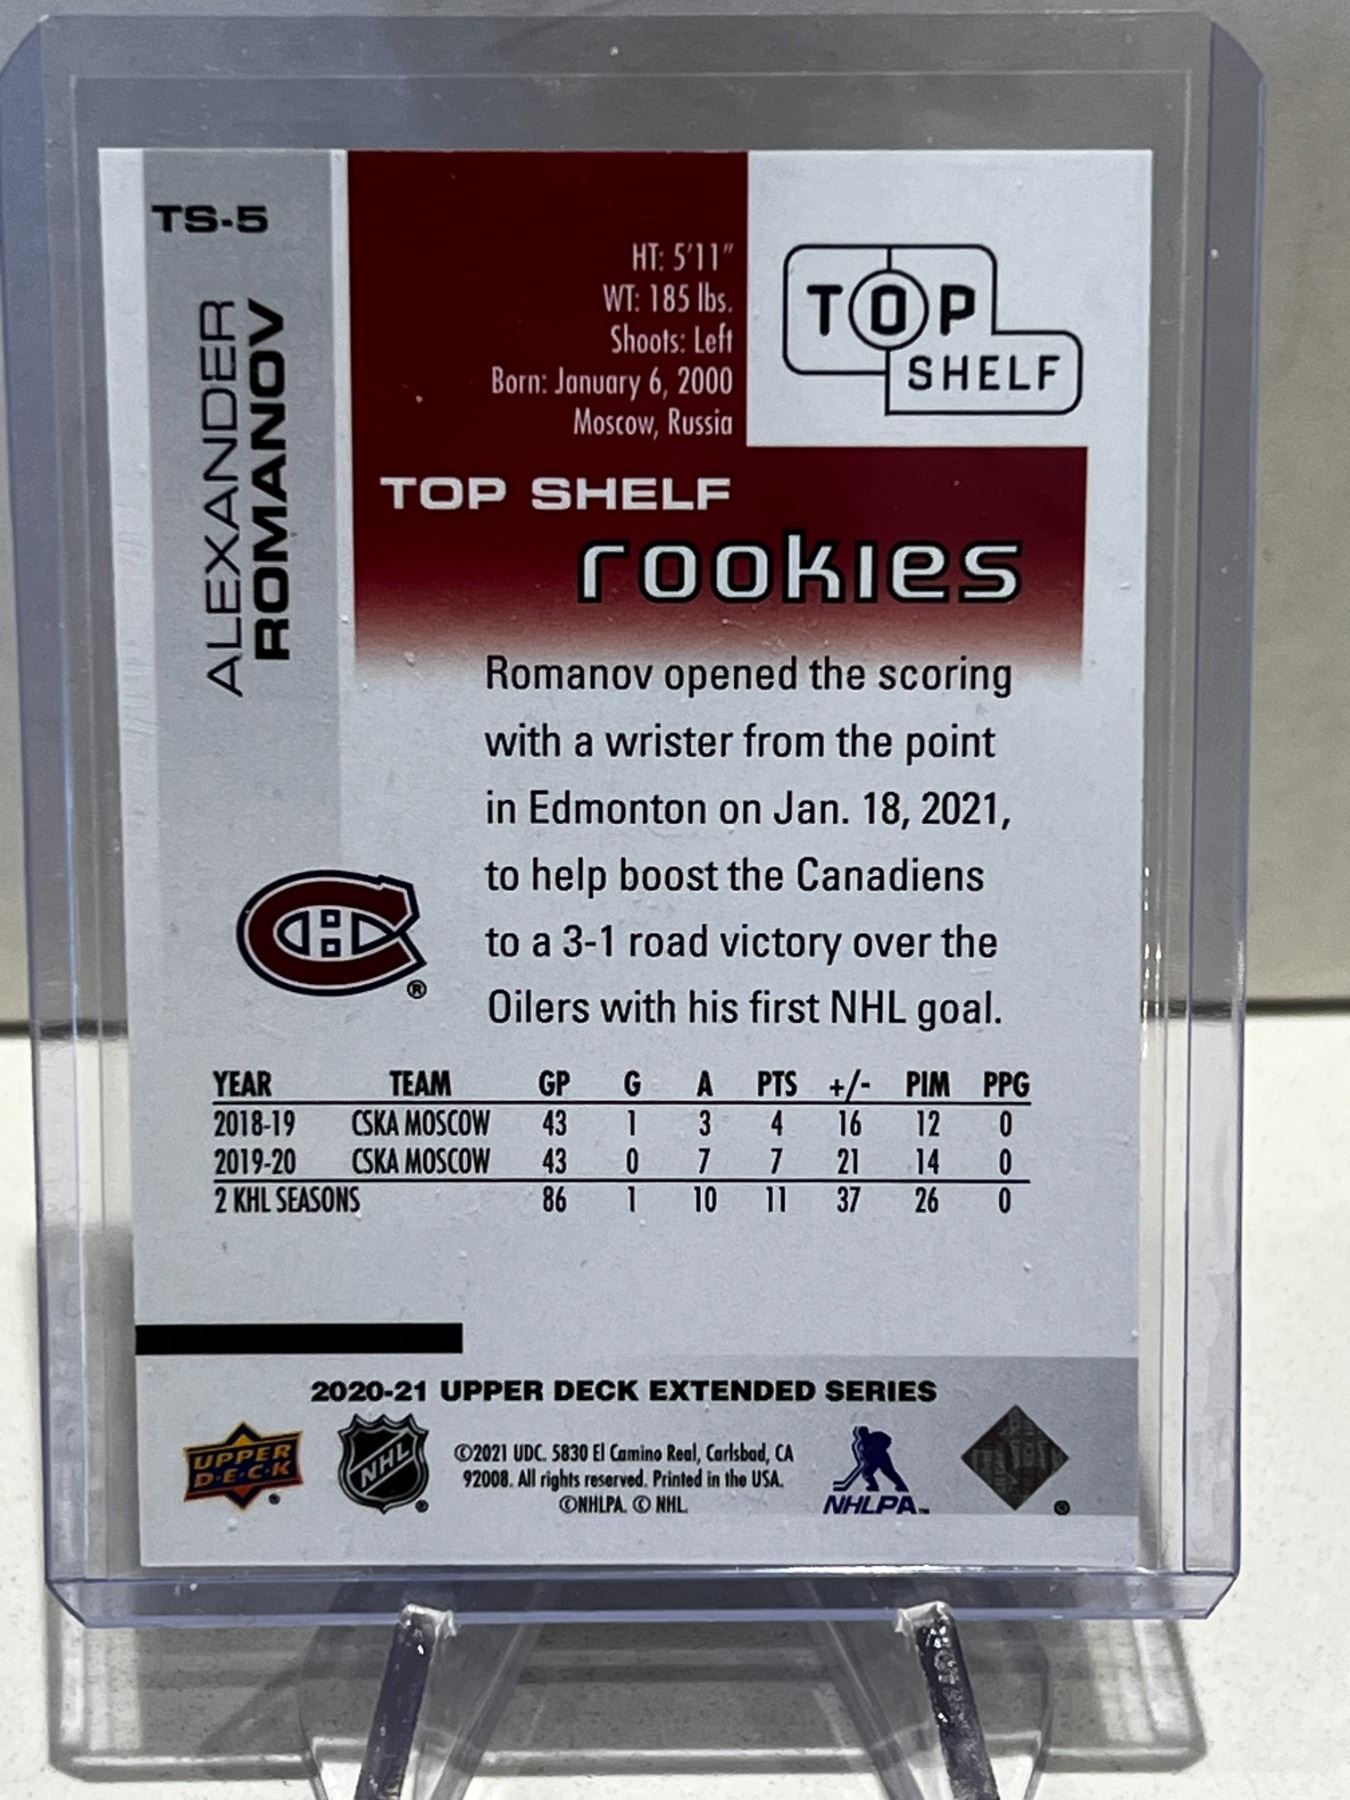 TS-5
ALEXANDER
ROMANOV
HT: 5'11"
WT: 185 lbs.
Shoots: Left
Born: January 6, 2000
Moscow, Russia
TOP
SHELF
TOP SHELF
rookies
Romanov opened the scoring
with a wrister from the point
in Edmonton on Jan. 18, 2021,
to help boost the Canadiens
to a 3-1 road victory over the
Oilers with his first NHL goal.
CH
®
YEAR TEAM GP G A PTS +/- PIM PPG
2018-19 CSKA MOSCOW 43 1 3 4 16 12 0
2019-20 CSKA MOSCOW 43 0 7 7 21 14 0
2 KHL SEASONS 86 1 10 11 37 26 0
2020-21 UPPER DECK EXTENDED SERIES
UPPER
D·E·C·K
®
NHL
®
©2021 UDC. 5830 El Camino Real, Carlsbad, CA
92008. All rights reserved. Printed in the USA.
©NHLPA. © NHL.
NHLPA™
®